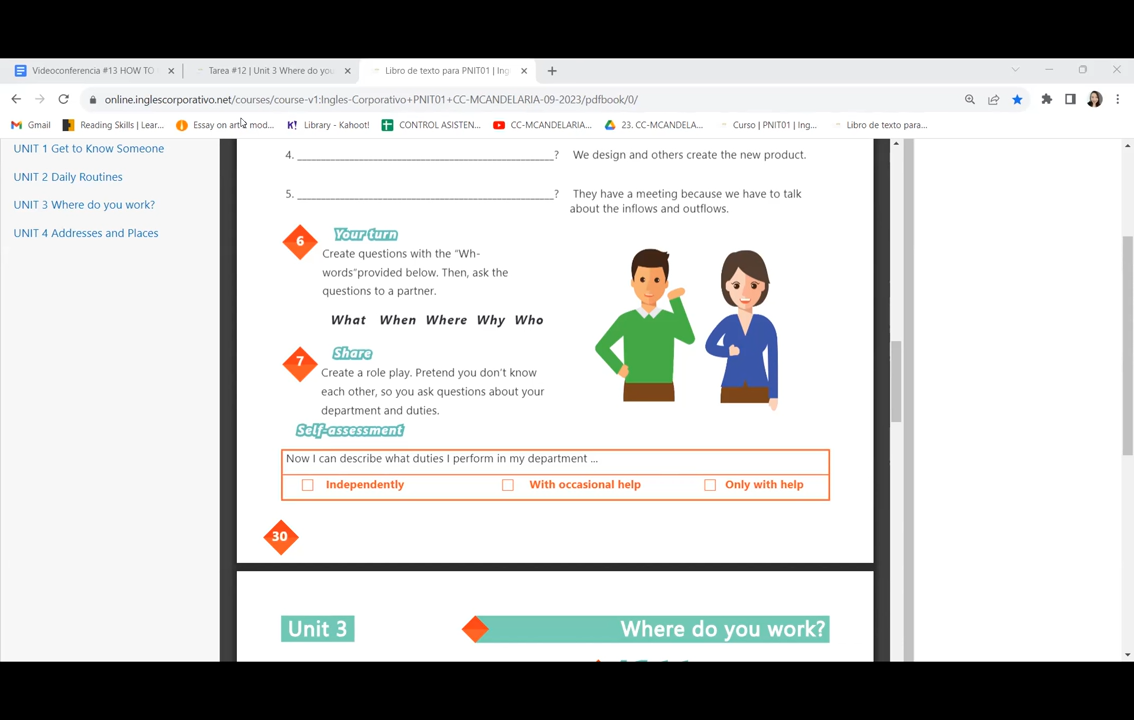 Videoconferencia #13 HOW TO
Tarea #12 | Unit 3 Where do you
Libro de texto para PNIT01 | Ing
online.inglescorporativo.net/courses/course-v1:Ingles-Corporativo+PNIT01+CC-MCANDELARIA-09-2023/pdfbook/0/
Gmail
Reading Skills | Lear...
Essay on art a mod...
Library - Kahoot!
CONTROL ASISTEN...
CC-MCANDELARIA...
23. CC-MCANDELA...
Curso | PNIT01 | Ing...
Libro de texto para...
UNIT 1 Get to Know Someone
UNIT 2 Daily Routines
UNIT 3 Where do you work?
UNIT 4 Addresses and Places
4. ______________________________? We design and others create the new product.
5. ______________________________? They have a meeting because we have to talk
about the inflows and outflows.
6 Your turn
Create questions with the "Wh-
words"provided below. Then, ask the
questions to a partner.
What When Where Why Who
7 Share
Create a role play. Pretend you don't know
each other, so you ask questions about your
department and duties.
Self-assessment
Now I can describe what duties I perform in my department ...
Independently With occasional help Only with help
30
Unit 3 Where do you work?